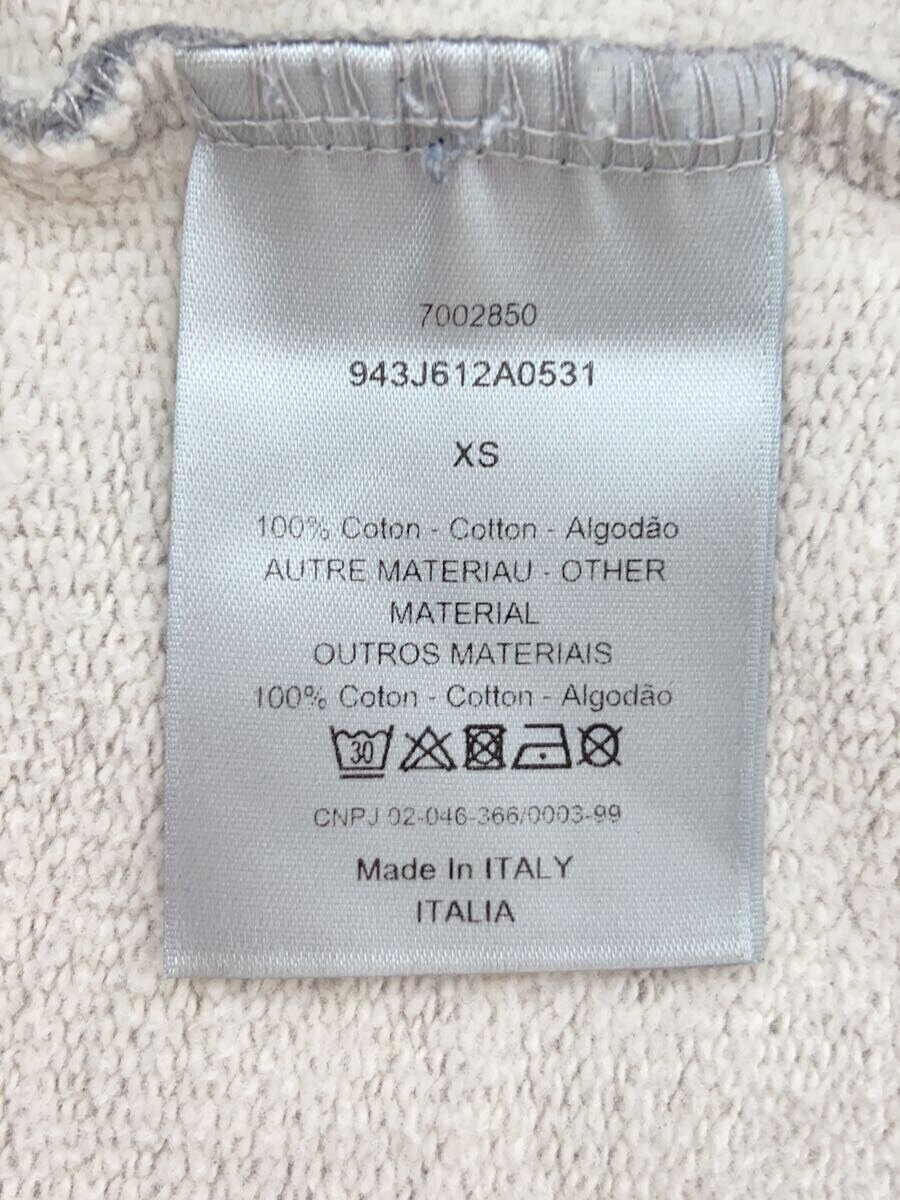 7002850
943J612A0531
XS
100% Coton - Cotton - Algodão
AUTRE MATERIAU - OTHER
MATERIAL
OUTROS MATERIAIS
100% Coton - Cotton - Algodão
30
CNPJ 02-046-366/0003-99
Made In ITALY
ITALIA